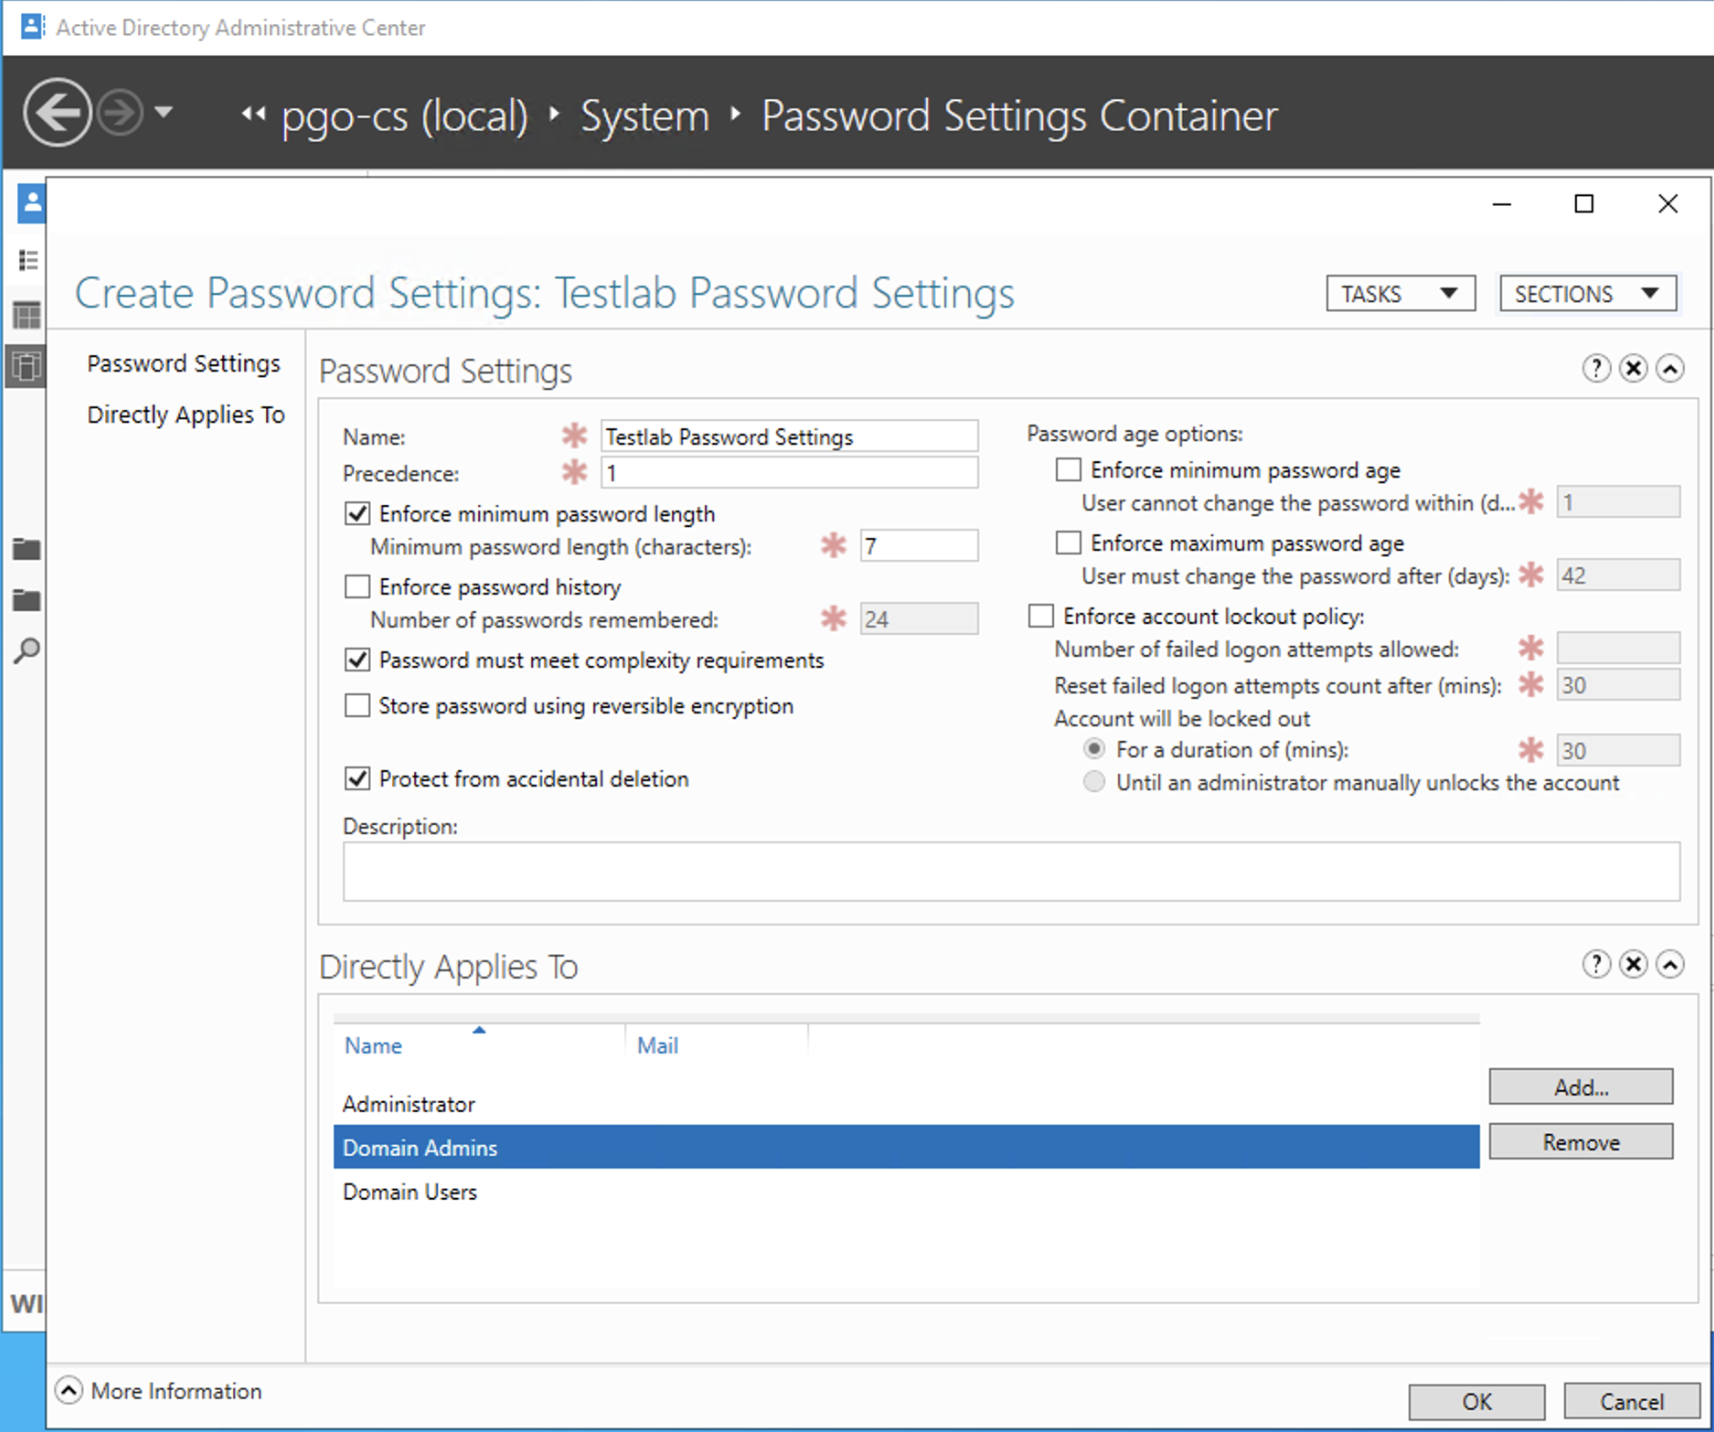 Active Directory Administrative Center
pgo-cs (local) System Password Settings Container
Create Password Settings: Testlab Password Settings
TASKS
SECTIONS
Password Settings
Directly Applies To
Password Settings
Name:
Testlab Password Settings
Precedence:
1
Enforce minimum password length
Minimum password length (characters):
7
Enforce password history
Number of passwords remembered:
24
Password must meet complexity requirements
Store password using reversible encryption
Protect from accidental deletion
Password age options:
Enforce minimum password age
User cannot change the password within (d...
1
Enforce maximum password age
User must change the password after (days):
42
Enforce account lockout policy:
Number of failed logon attempts allowed:
Reset failed logon attempts count after (mins):
30
Account will be locked out
For a duration of (mins):
30
Until an administrator manually unlocks the account
Description:
Directly Applies To
Name
Mail
Administrator
Domain Admins
Domain Users
Add...
Remove
WI
More Information
OK
Cancel